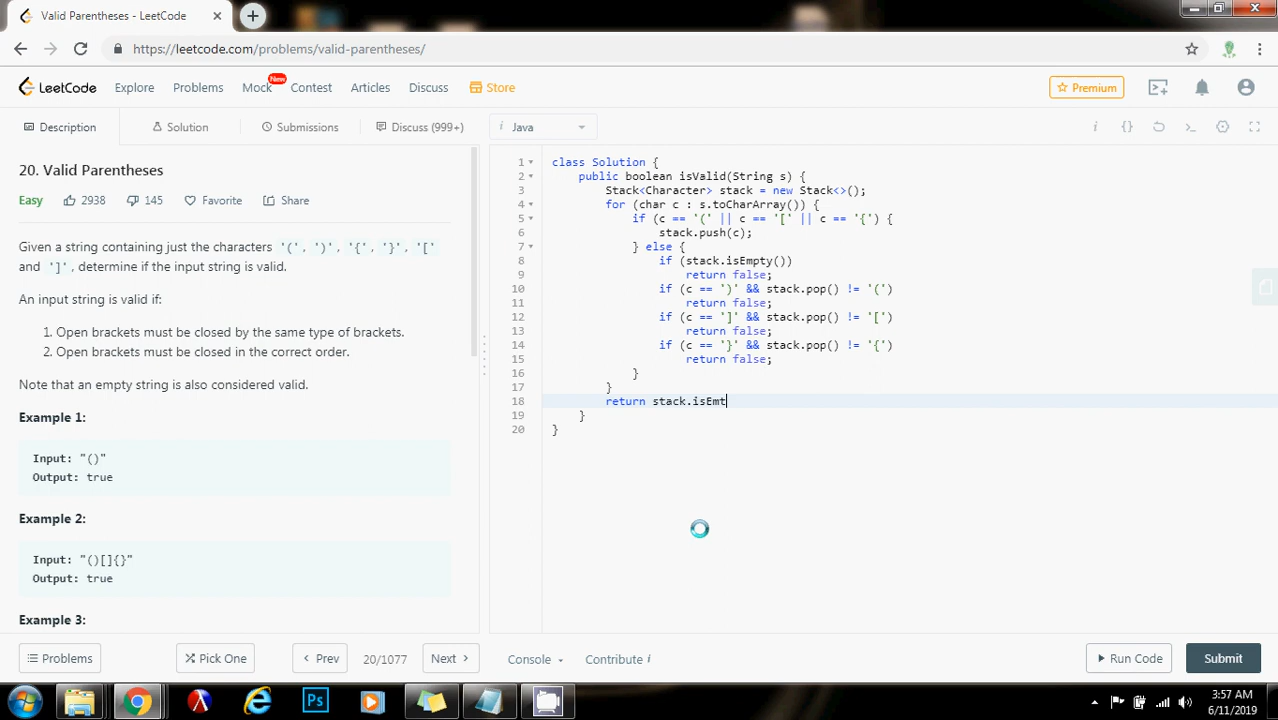 Valid Parentheses - LeetCode
https://leetcode.com/problems/valid-parentheses/
LeetCode Explore Problems Mock New Contest Articles Discuss Store Premium
Description Solution Submissions Discuss (999+) i Java
20. Valid Parentheses
Easy 2938 145 Favorite Share
Given a string containing just the characters '(', ')', '{', '}', '['
and ']', determine if the input string is valid.
An input string is valid if:
1. Open brackets must be closed by the same type of brackets.
2. Open brackets must be closed in the correct order.
Note that an empty string is also considered valid.
Example 1:
Input: "()"
Output: true
Example 2:
Input: "()[]{}"
Output: true
Example 3:
1 class Solution {
2 public boolean isValid(String s) {
3 Stack<Character> stack = new Stack<>();
4 for (char c : s.toCharArray()) {
5 if (c == '(' || c == '[' || c == '{') {
6 stack.push(c);
7 } else {
8 if (stack.isEmpty())
9 return false;
10 if (c == ')' && stack.pop() != '(')
11 return false;
12 if (c == ']' && stack.pop() != '[')
13 return false;
14 if (c == '}' && stack.pop() != '{')
15 return false;
16 }
17 }
18 return stack.isEmt
19 }
20 }
Problems Pick One Prev 20/1077 Next Console Contribute i Run Code Submit
Ps
3:57 AM
6/11/2019